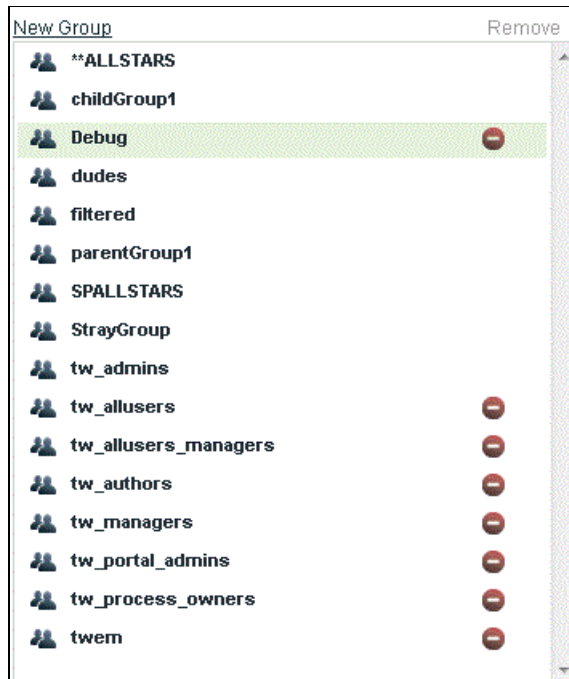 New Group Remove
**ALLSTARS
childGroup1
Debug
dudes
filtered
parentGroup1
SPALLSTARS
StrayGroup
tw_admins
tw_allusers
tw_allusers_managers
tw_authors
tw_managers
tw_portal_admins
tw_process_owners
twem